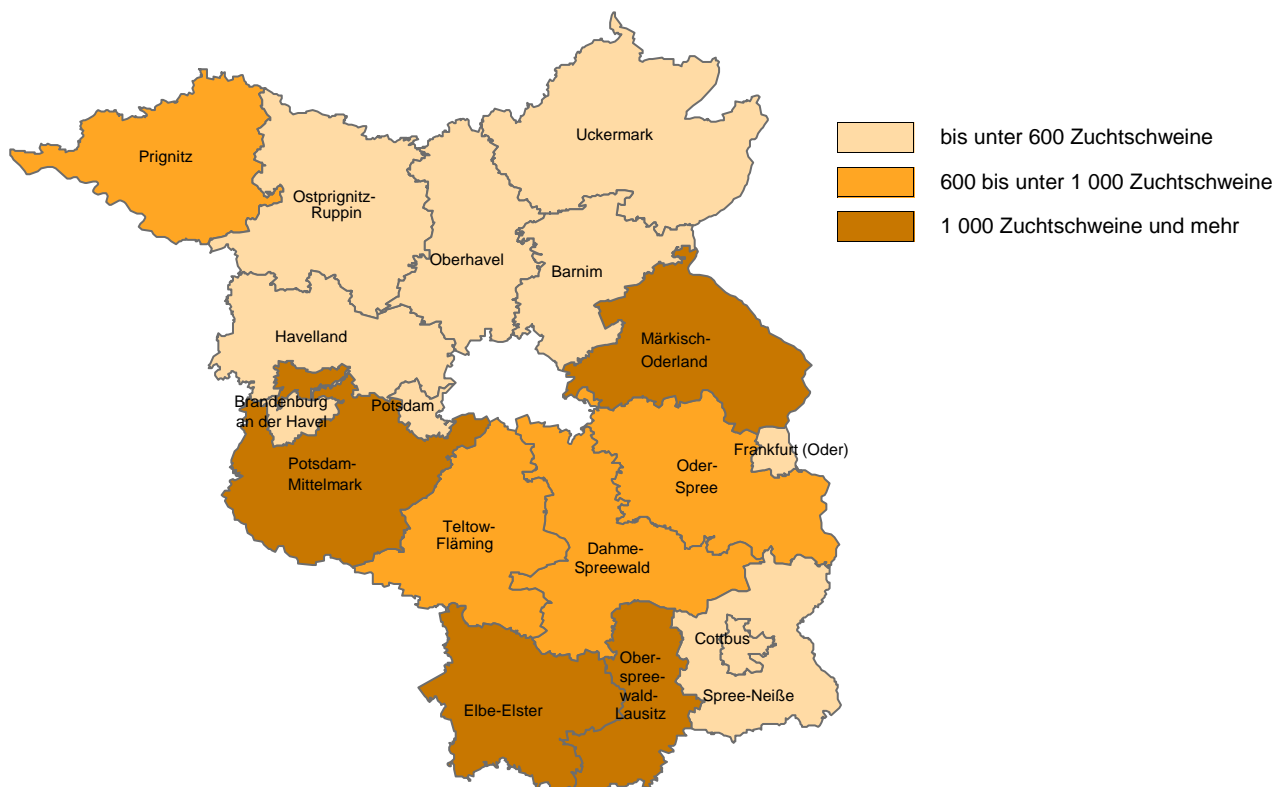 Uckermark
bis unter 600 Zuchtschweine
Prignitz
600 bis unter 1 000 Zuchtschweine
Ostprignitz-
Ruppin
1 000 Zuchtschweine und mehr
Oberhavel
Barnim
Havelland
Märkisch-
Oderland
Brandenburg
an der Havel
Potsdam
Frankfurt (Oder)
Potsdam-
Mittelmark
Oder-
Spree
Teltow-
Fläming
Dahme-
Spreewald
Cottbus
Ober-
spree-
wald-
Lausitz
Spree-Neiße
Elbe-Elster